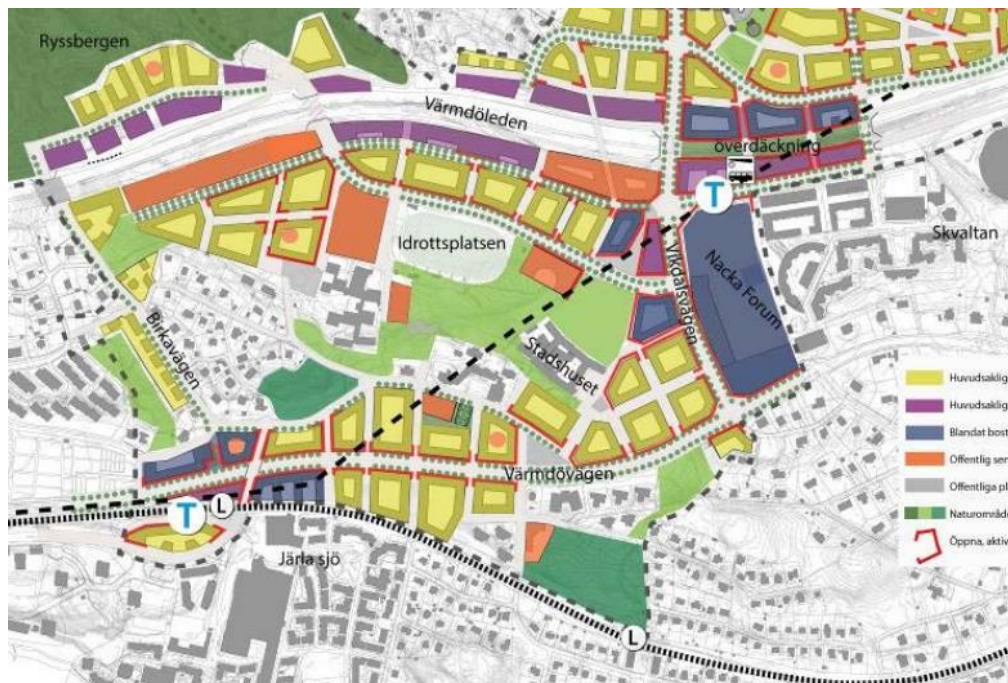 Ryssbergen
Värmdöleden
överdäckning
T
Skvaltan
Idrottsplatsen
Vikdalsvägen
Nacka Forum
Birkavägen
Stadshuset
Värmdövägen
T
L
Järla sjö
L
Huvudsaklig
Huvudsaklig
Blandat bost
Offentlig ser
Offentliga pl
Naturområd
Öppna, aktiv